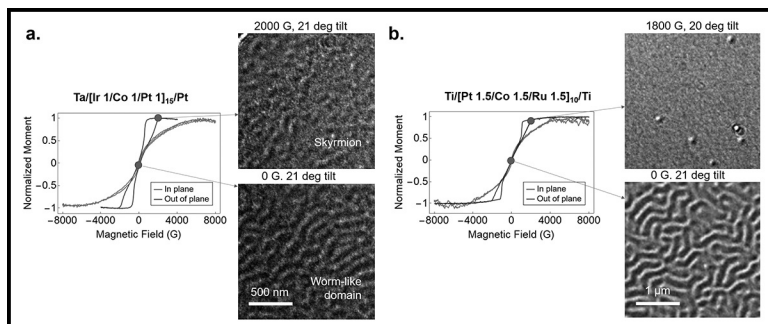 a.
2000 G, 21 deg tilt
Ta/[Ir 1/Co 1/Pt 1]15/Pt
Normalized Moment
1
0.5
0
−0.5
−1
In plane
Out of plane
-8000 -4000 0 4000 8000
Magnetic Field (G)
Skyrmion
0 G. 21 deg tilt
Worm-like
domain
500 nm
b.
1800 G, 20 deg tilt
Ti/[Pt 1.5/Co 1.5/Ru 1.5]10/Ti
Normalized Moment
1
0.5
0
−0.5
−1
In plane
Out of plane
-8000 -4000 0 4000 8000
Magnetic Field (G)
0 G. 21 deg tilt
1 µm